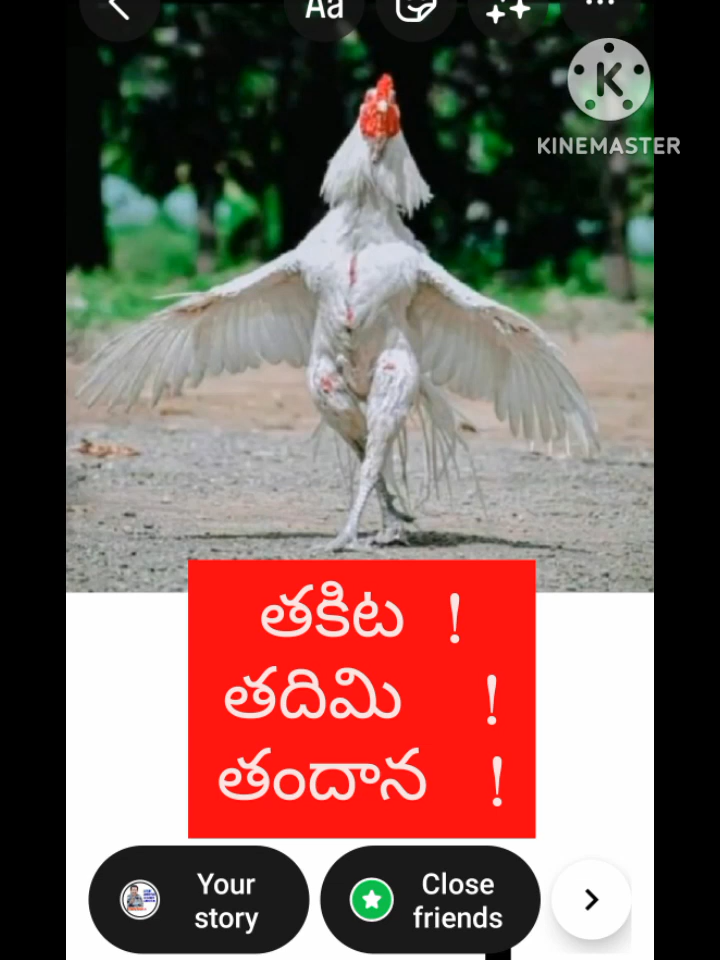 Aa
K
KINEMASTER
తకిట !
తదిమి !
తందాన !
Your
story
Close
friends